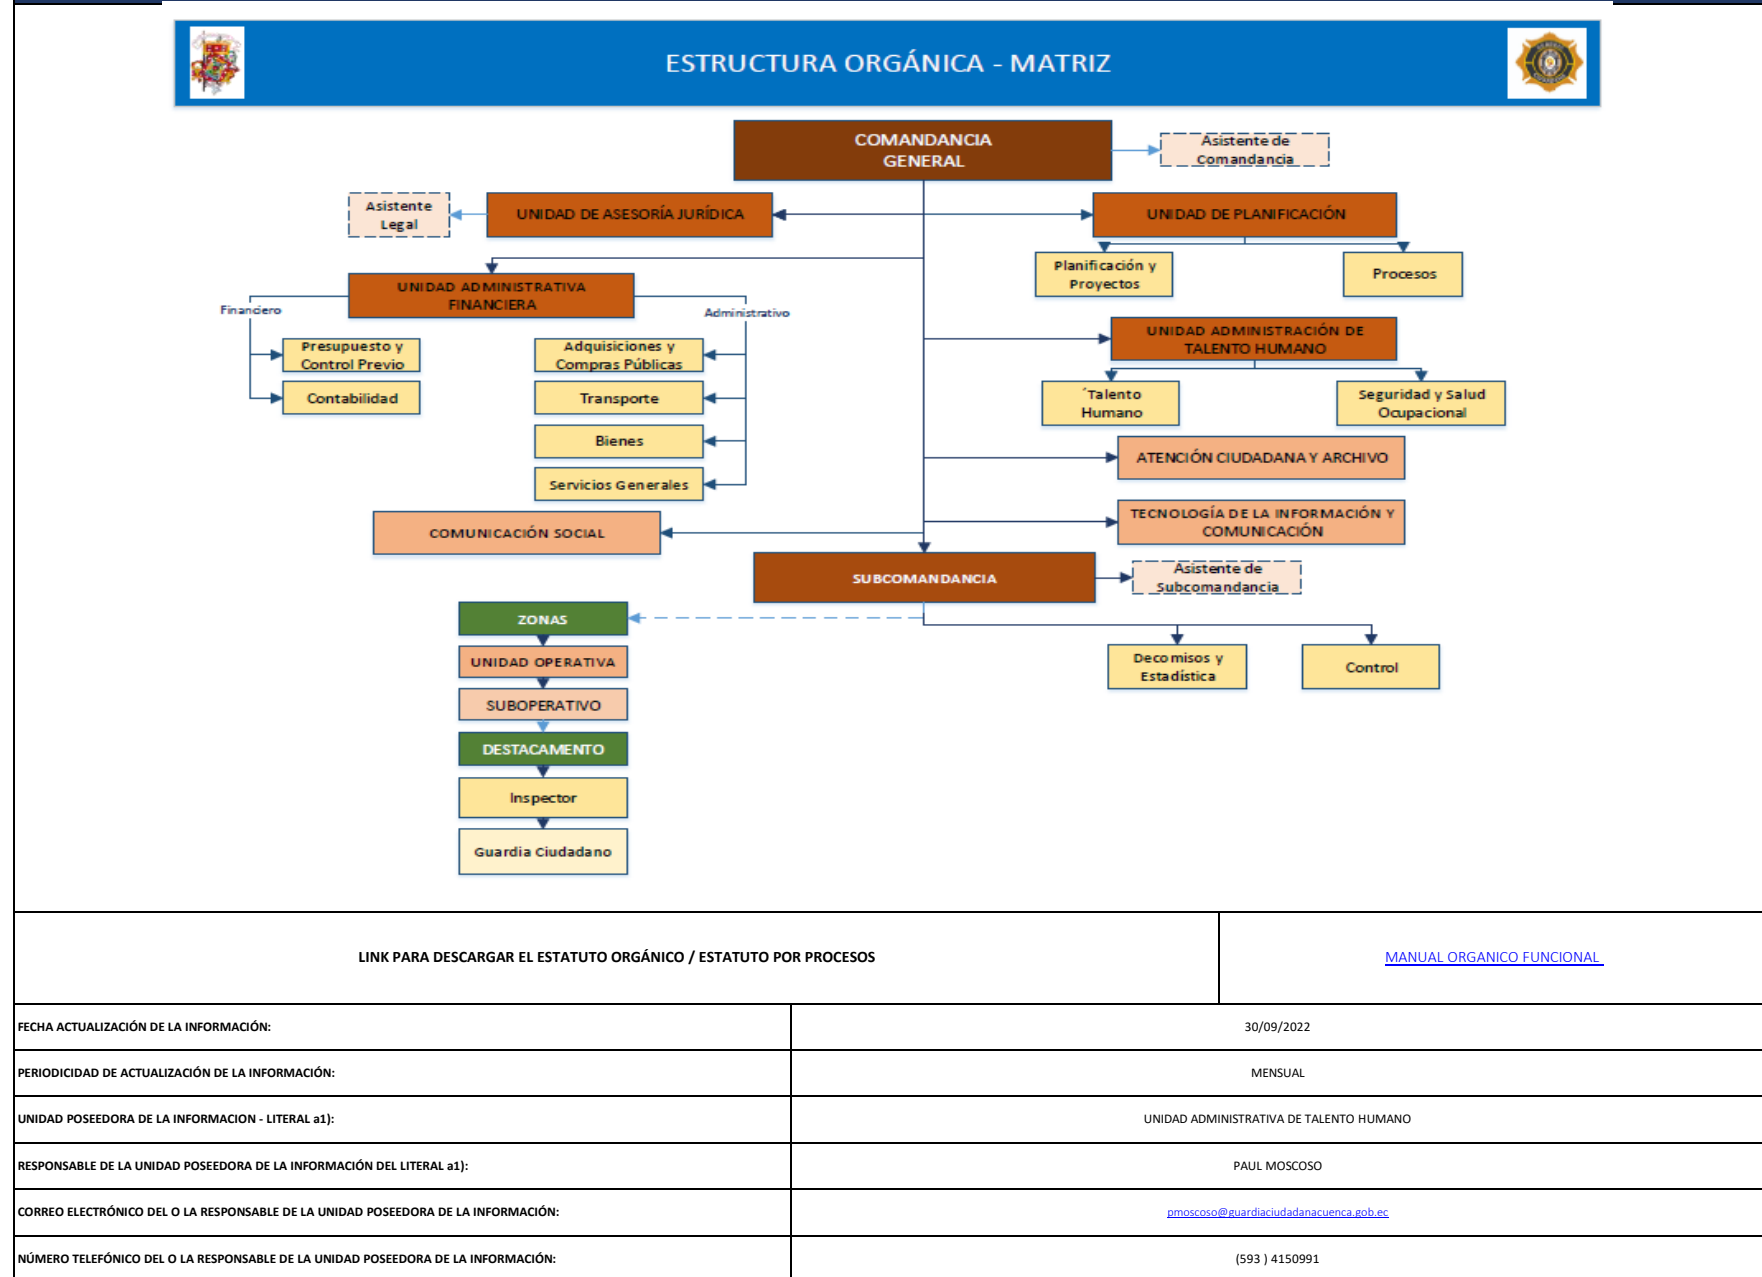 ESTRUCTURA ORGÁNICA - MATRIZ
COMANDANCIA
GENERAL
Asistente de
Comandancia
Asistente
Legal
UNIDAD DE ASESORÍA JURÍDICA
UNIDAD DE PLANIFICACIÓN
Planificación y
Proyectos
Procesos
UNIDAD ADMINISTRATIVA
FINANCIERA
Financiero
Administrativo
Presupuesto y
Control Previo
Contabilidad
Adquisiciones y
Compras Públicas
Transporte
Bienes
Servicios Generales
UNIDAD ADMINISTRACIÓN DE
TALENTO HUMANO
´Talento
Humano
Seguridad y Salud
Ocupacional
ATENCIÓN CIUDADANA Y ARCHIVO
TECNOLOGÍA DE LA INFORMACIÓN Y
COMUNICACIÓN
COMUNICACIÓN SOCIAL
SUBCOMANDANCIA
Asistente de
Subcomandancia
ZONAS
UNIDAD OPERATIVA
SUBOPERATIVO
DESTACAMENTO
Inspector
Guardia Ciudadano
Decomisos y
Estadística
Control
LINK PARA DESCARGAR EL ESTATUTO ORGÁNICO / ESTATUTO POR PROCESOS
MANUAL ORGANICO FUNCIONAL
FECHA ACTUALIZACIÓN DE LA INFORMACIÓN:
30/09/2022
PERIODICIDAD DE ACTUALIZACIÓN DE LA INFORMACIÓN:
MENSUAL
UNIDAD POSEEDORA DE LA INFORMACION - LITERAL a1):
UNIDAD ADMINISTRATIVA DE TALENTO HUMANO
RESPONSABLE DE LA UNIDAD POSEEDORA DE LA INFORMACIÓN DEL LITERAL a1):
PAUL MOSCOSO
CORREO ELECTRÓNICO DEL O LA RESPONSABLE DE LA UNIDAD POSEEDORA DE LA INFORMACIÓN:
pmoscoso@guardiaciudadanacuenca.gob.ec
NÚMERO TELEFÓNICO DEL O LA RESPONSABLE DE LA UNIDAD POSEEDORA DE LA INFORMACIÓN:
(593 ) 4150991